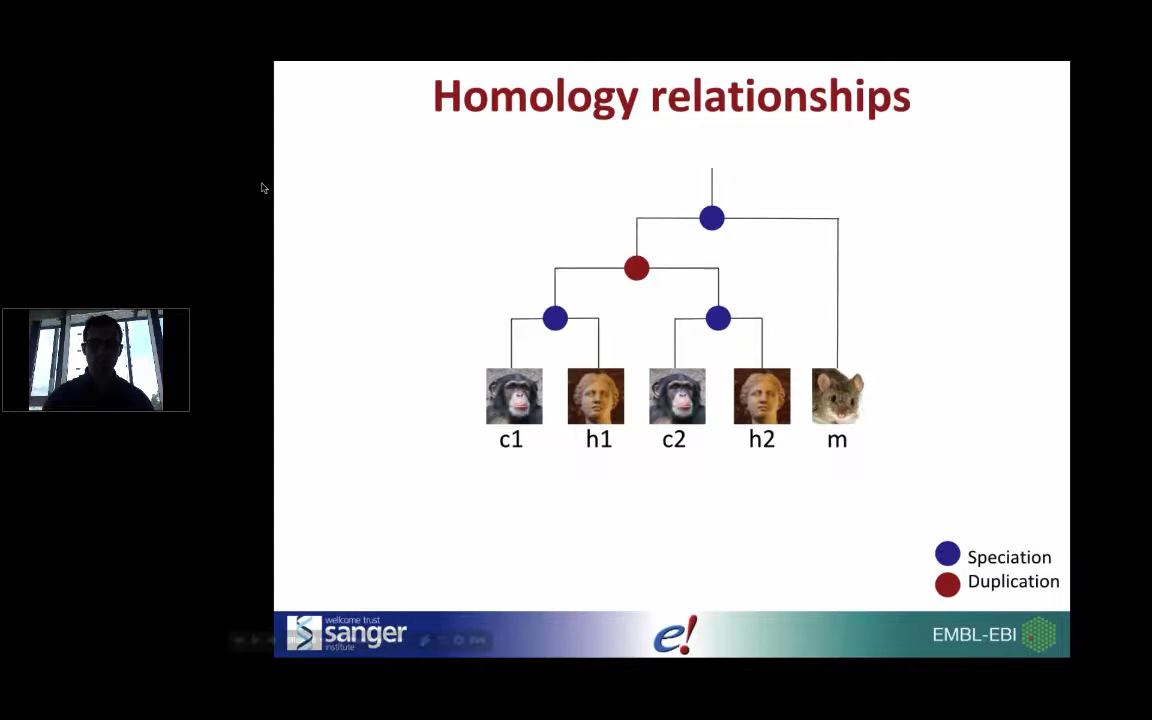 Homology relationships
c1 h1 c2 h2 m
Speciation
Duplication
wellcome trust
sanger
institute
e!
EMBL-EBI